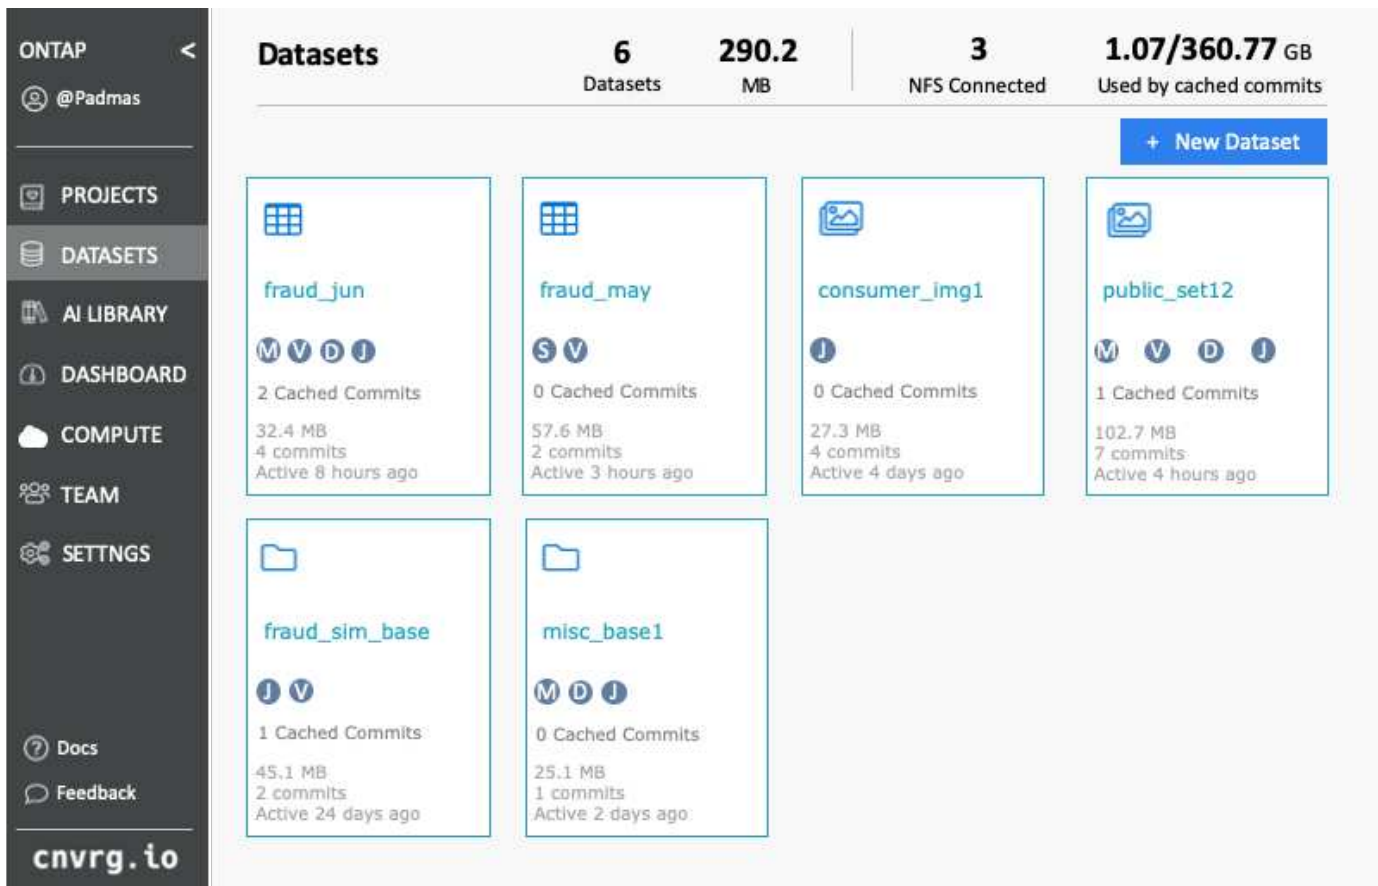 ONTAP <
@Padmas
PROJECTS
DATASETS
AI LIBRARY
DASHBOARD
COMPUTE
TEAM
SETTNGS
Docs
Feedback
cnvrg.io
Datasets
6
Datasets
290.2
MB
3
NFS Connected
1.07/360.77 GB
Used by cached commits
+ New Dataset
fraud_jun
M V D J
2 Cached Commits
32.4 MB
4 commits
Active 8 hours ago
fraud_may
S V
0 Cached Commits
57.6 MB
2 commits
Active 3 hours ago
consumer_img1
J
0 Cached Commits
27.3 MB
4 commits
Active 4 days ago
public_set12
M V D J
1 Cached Commits
102.7 MB
7 commits
Active 4 hours ago
fraud_sim_base
J V
1 Cached Commits
45.1 MB
2 commits
Active 24 days ago
misc_base1
M D J
0 Cached Commits
25.1 MB
1 commits
Active 2 days ago